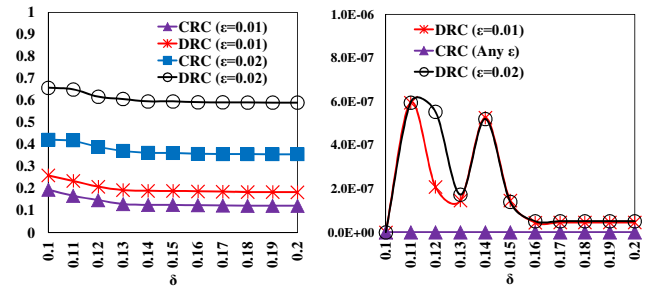 1
0.9
0.8
0.7
0.6
0.5
0.4
0.3
0.2
0.1
0
CRC (ε=0.01)
DRC (ε=0.01)
CRC (ε=0.02)
DRC (ε=0.02)
0.1
0.11
0.12
0.13
0.14
0.15
0.16
0.17
0.18
0.19
0.2
δ
1.0E-06
8.0E-07
6.0E-07
4.0E-07
2.0E-07
0.0E+00
DRC (ε=0.01)
CRC (Any ε)
DRC (ε=0.02)
0.1
0.11
0.12
0.13
0.14
0.15
0.16
0.17
0.18
0.19
0.2
δ